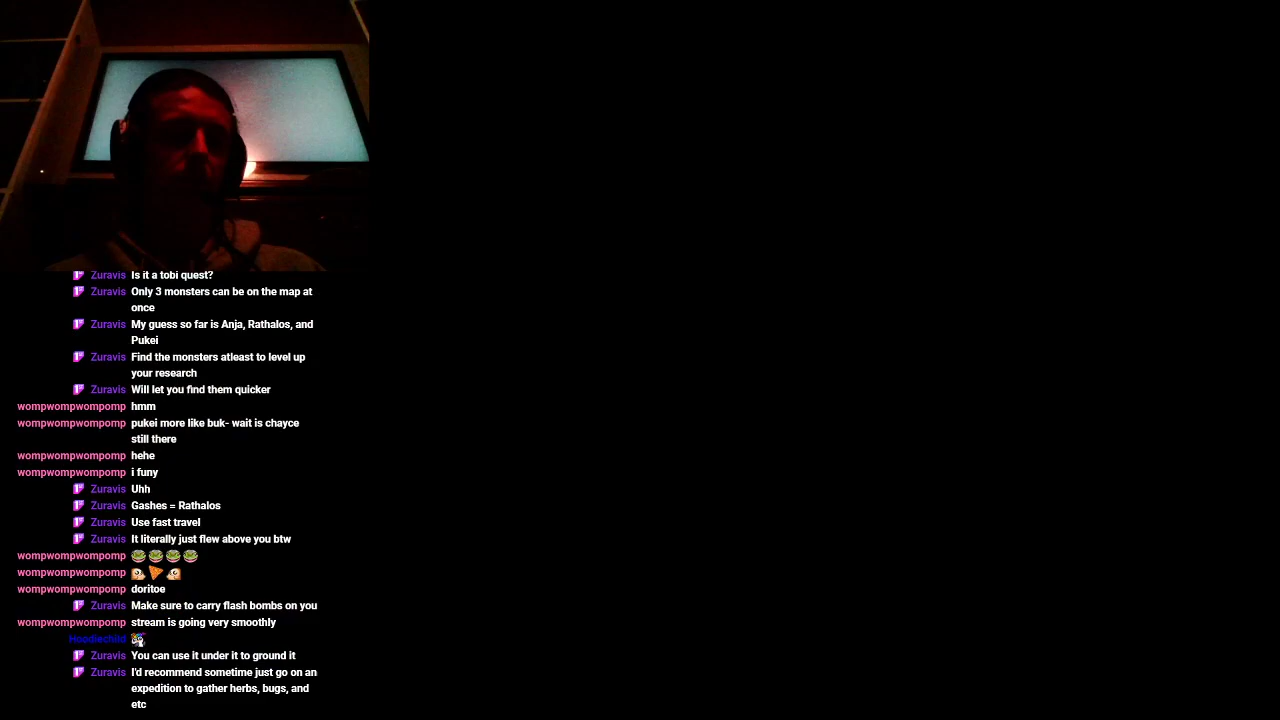 Zuravis Is it a tobi quest?
Zuravis Only 3 monsters can be on the map at
once
Zuravis My guess so far is Anja, Rathalos, and
Pukei
Zuravis Find the monsters atleast to level up
your research
Zuravis Will let you find them quicker
wompwompwompomp hmm
wompwompwompomp pukei more like buk- wait is chayce
still there
wompwompwompomp hehe
wompwompwompomp i funy
Zuravis Uhh
Zuravis Gashes = Rathalos
Zuravis Use fast travel
Zuravis It literally just flew above you btw
wompwompwompomp
wompwompwompomp
wompwompwompomp doritoe
Zuravis Make sure to carry flash bombs on you
wompwompwompomp stream is going very smoothly
Hoodiechild
Zuravis You can use it under it to ground it
Zuravis I'd recommend sometime just go on an
expedition to gather herbs, bugs, and
etc